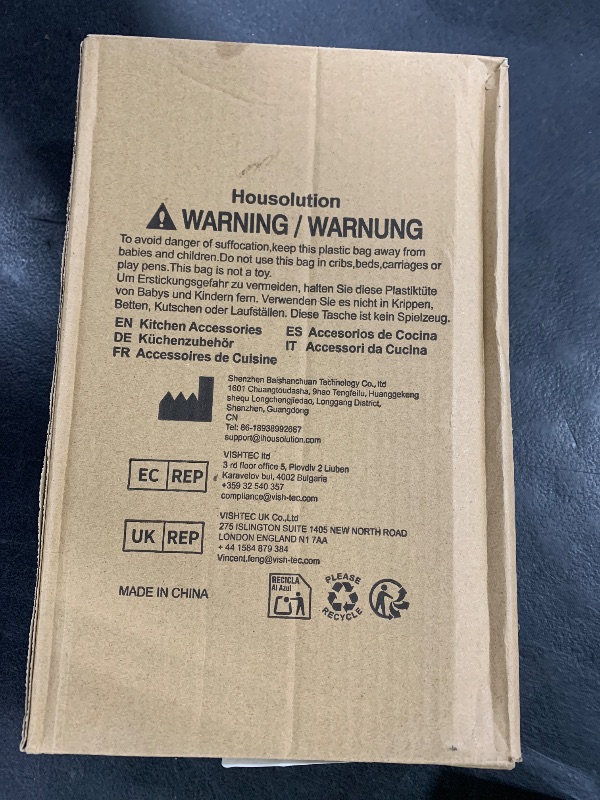 Housolution
WARNING / WARNUNG
To avoid danger of suffocation,keep this plastic bag away from
babies and children.Do not use this bag in cribs,beds,carriages or
play pens.This bag is not a toy.
Um Erstickungsgefahr zu vermeiden, halten Sie diese Plastiktüte
von Babys und Kindern fern. Verwenden Sie es nicht in Krippen,
Betten, Kutschen oder Laufställen. Diese Tasche ist kein Spielzeug.
EN Kitchen Accessories ES Accesorios de Cocina
DE Küchenzubehör IT Accessori da Cucina
FR Accessoires de Cuisine
Shenzhen Baishanchuan Technology Co., ltd
1601 Chuangtoudasha, 9hao Tengfeilu, Huanggekeng
shequ Longchengjiedao, Longgang District,
Shenzhen, Guangdong
CN
Tel: 86-18938992667
support@ihousolution.com
EC REP
VISHTEC ltd
3 rd floor office 5, Plovdiv 2 Liuben
Karavelov bul, 4002 Bulgaria
+359 32 540 357
compliance@vish-tec.com
UK REP
VISHTEC UK Co.,Ltd
275 ISLINGTON SUITE 1405 NEW NORTH ROAD
LONDON ENGLAND N1 7AA
+ 44 1584 879 384
Vincent.feng@vish-tec.com
MADE IN CHINA
RECICLA
Al Azul
PLEASE
RECYCLE